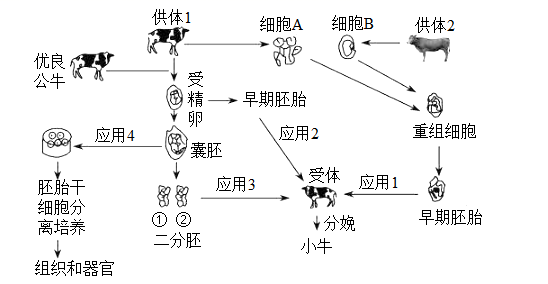 供体1
细胞A
细胞B
供体2
优良
公牛
受
精
卵
早期胚胎
重组细胞
应用4
囊胚
应用2
胚胎干
细胞分
离培养
应用3
受体
应用1
① ②
二分胚
分娩
小牛
早期胚胎
组织和器官